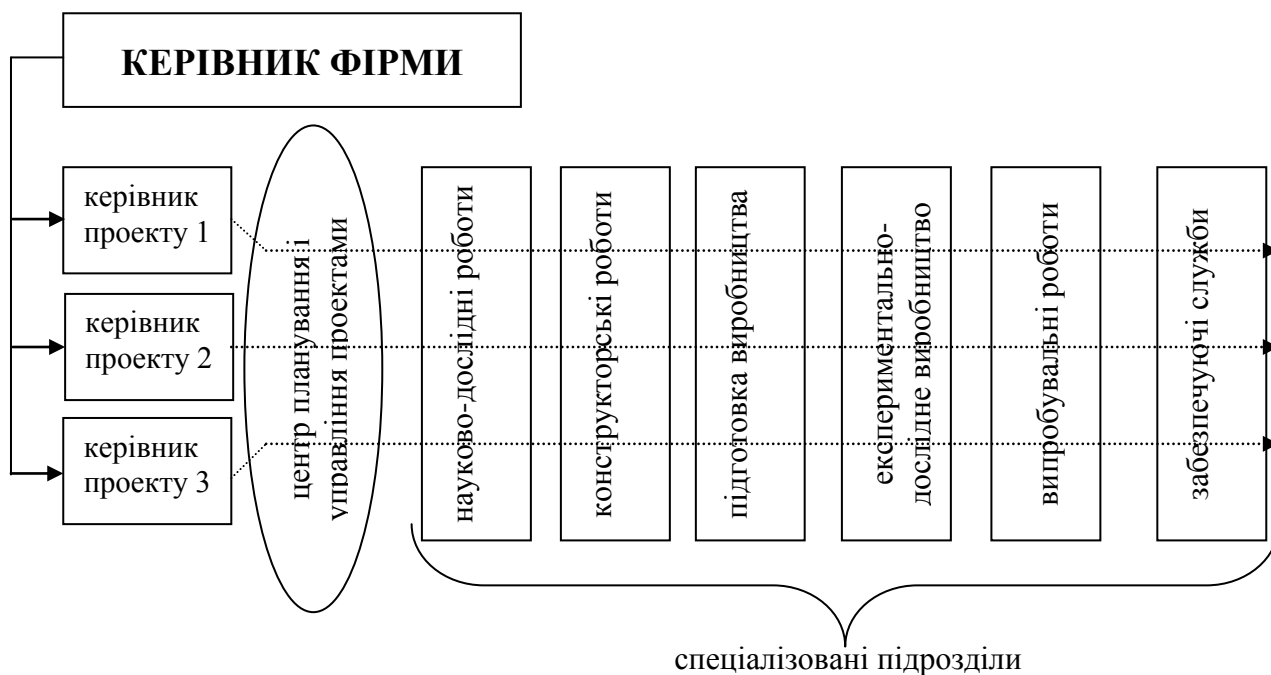 КЕРІВНИК ФІРМИ
керівник
проекту 1
керівник
проекту 2
керівник
проекту 3
центр планування і
управління проектами
науково-дослідні роботи
конструкторські роботи
підготовка виробництва
експериментально-
дослідне виробництво
випробувальні роботи
забезпечуючі служби
спеціалізовані підрозділи